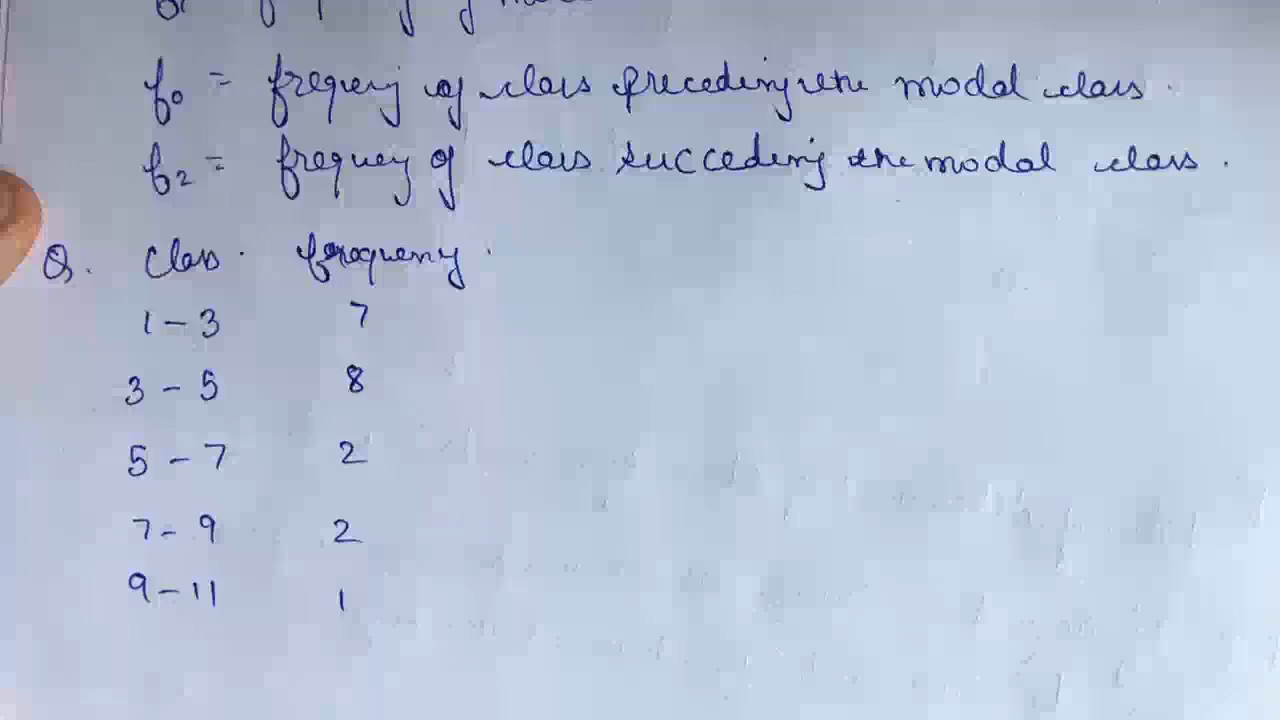 f0 = frequency of class preceding the modal class.
f2 = frequency of class succeding the modal class.
Q. Class. frequency.
1-3 7
3-5 8
5-7 2
7-9 2
9-11 1